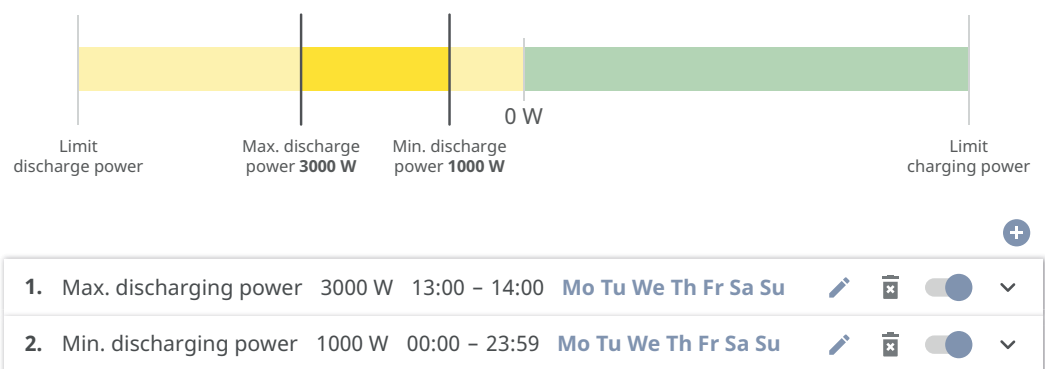 0 W
Limit
discharge power
Max. discharge
power 3000 W
Min. discharge
power 1000 W
Limit
charging power
1. Max. discharging power 3000 W 13:00 – 14:00 Mo Tu We Th Fr Sa Su
2. Min. discharging power 1000 W 00:00 – 23:59 Mo Tu We Th Fr Sa Su